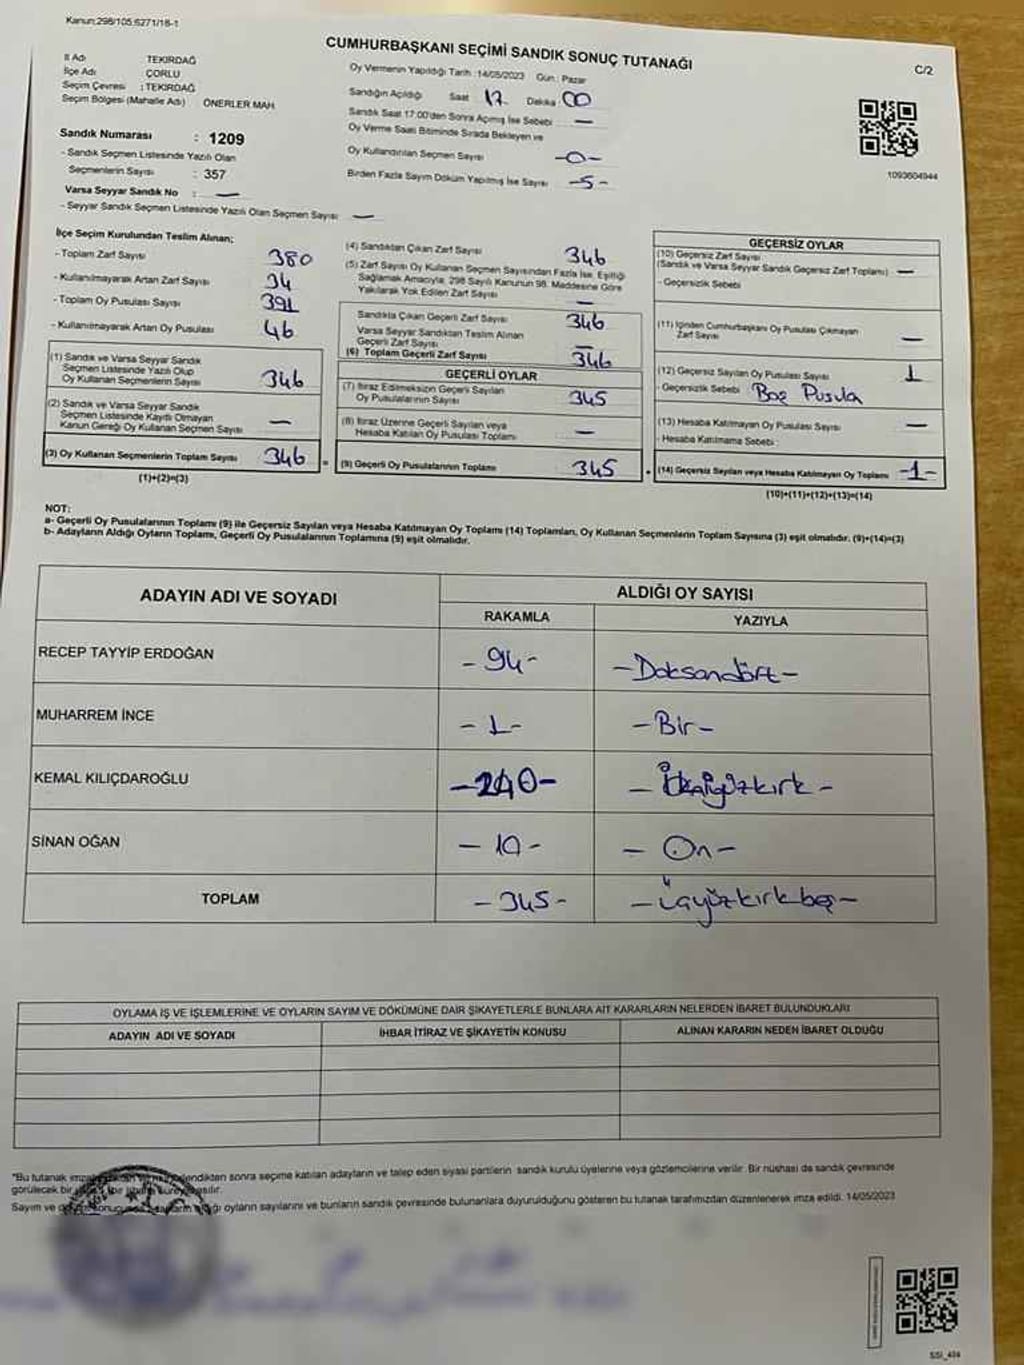 Kanun:298/105,6271/18-1
CUMHURBAŞKANI SEÇİMİ SANDIK SONUÇ TUTANAĞI
C/2
İl Adı TEKİRDAĞ
İlçe Adı ÇORLU
Seçim Çevresi : TEKİRDAĞ
Seçim Bölgesi (Mahalle Adı) ÖNERLER MAH.
Sandık Numarası : 1209
- Sandık Seçmen Listesinde Yazılı Olan
Seçmenlerin Sayısı : 357
Varsa Seyyar Sandık No : —
- Seyyar Sandık Seçmen Listesinde Yazılı Olan Seçmen Sayısı —
Oy Vermenin Yapıldığı Tarih : 14/05/2023 Gün : Pazar
Sandığın Açıldığı Saat 17 Dakika 00
Sandık Saat 17:00'den Sonra Açılmış İse Sebebi —
Oy Verme Saati Bitiminde Sırada Bekleyen ve
Oy Kullandırılan Seçmen Sayısı -0-
Birden Fazla Sayım Döküm Yapılmış İse Sayısı -5-
1093604944
İlçe Seçim Kurulundan Teslim Alınan;
- Toplam Zarf Sayısı 380
- Kullanılmayarak Artan Zarf Sayısı 34
- Toplam Oy Pusulası Sayısı 391
- Kullanılmayarak Artan Oy Pusulası 46
(1) Sandık ve Varsa Seyyar Sandık
Seçmen Listesinde Yazılı Olup
Oy Kullanan Seçmenlerin Sayısı 346
(2) Sandık ve Varsa Seyyar Sandık
Seçmen Listesinde Kayıtlı Olmayan
Kanun Gereği Oy Kullanan Seçmen Sayısı —
(3) Oy Kullanan Seçmenlerin Toplam Sayısı 346 =
(1)+(2)=(3)
(4) Sandıktan Çıkan Zarf Sayısı 346
(5) Zarf Sayısı Oy Kullanan Seçmen Sayısından Fazla İse, Eşitliği
Sağlamak Amacıyla, 298 Sayılı Kanunun 98. Maddesine Göre
Yakılarak Yok Edilen Zarf Sayısı —
Sandıkta Çıkan Geçerli Zarf Sayısı 346
Varsa Seyyar Sandıktan Teslim Alınan
Geçerli Zarf Sayısı —
(6) Toplam Geçerli Zarf Sayısı 346
GEÇERLİ OYLAR
(7) İtiraz Edilmeksizin Geçerli Sayılan
Oy Pusulalarının Sayısı 345
(8) İtiraz Üzerine Geçerli Sayılan veya
Hesaba Katılan Oy Pusulası Toplamı —
(9) Geçerli Oy Pusulalarının Toplamı 345 +
GEÇERSİZ OYLAR
(10) Geçersiz Zarf Sayısı
(Sandık ve Varsa Seyyar Sandık Geçersiz Zarf Toplamı) —
- Geçersizlik Sebebi
(11) İçinden Cumhurbaşkanı Oy Pusulası Çıkmayan
Zarf Sayısı —
(12) Geçersiz Sayılan Oy Pusulası Sayısı 1
- Geçersizlik Sebebi Boş Pusula
(13) Hesaba Katılmayan Oy Pusulası Sayısı —
- Hesaba Katılmama Sebebi :
(14) Geçersiz Sayılan veya Hesaba Katılmayan Oy Toplamı -1-
(10)+(11)+(12)+(13)=(14)
NOT:
a- Geçerli Oy Pusulalarının Toplamı (9) ile Geçersiz Sayılan veya Hesaba Katılmayan Oy Toplamı (14) Toplamları, Oy Kullanan Seçmenlerin Toplam Sayısına (3) eşit olmalıdır. (9)+(14)=(3)
b- Adayların Aldığı Oyların Toplamı, Geçerli Oy Pusulalarının Toplamına (9) eşit olmalıdır.
ADAYIN ADI VE SOYADI ALDIĞI OY SAYISI
RAKAMLA YAZIYLA
RECEP TAYYİP ERDOĞAN -94- -Doksandört-
MUHARREM İNCE -1- -Bir-
KEMAL KILIÇDAROĞLU -240- -İkiyüzkırk-
SİNAN OĞAN -10- -On-
TOPLAM -345- -Üçyüzkırkbeş-
OYLAMA İŞ VE İŞLEMLERİNE VE OYLARIN SAYIM VE DÖKÜMÜNE DAİR ŞİKAYETLERLE BUNLARA AİT KARARLARIN NELERDEN İBARET BULUNDUKLARI
ADAYIN ADI VE SOYADI İHBAR İTİRAZ VE ŞİKAYETİN KONUSU ALINAN KARARIN NEDEN İBARET OLDUĞU
*Bu tutanak sonra seçime katılan adayların ve talep eden siyasi partilerin sandık kurulu üyelerine veya gözlemcilerine verilir. Bir nüshası da sandık çevresinde
görülecek bir
Sayım ve oyların sayılarını ve bunların sandık çevresinde bulunanlara duyurulduğunu gösteren bu tutanak tarafımızdan düzenlenerek imza edildi. 14/05/2023
SSI_404